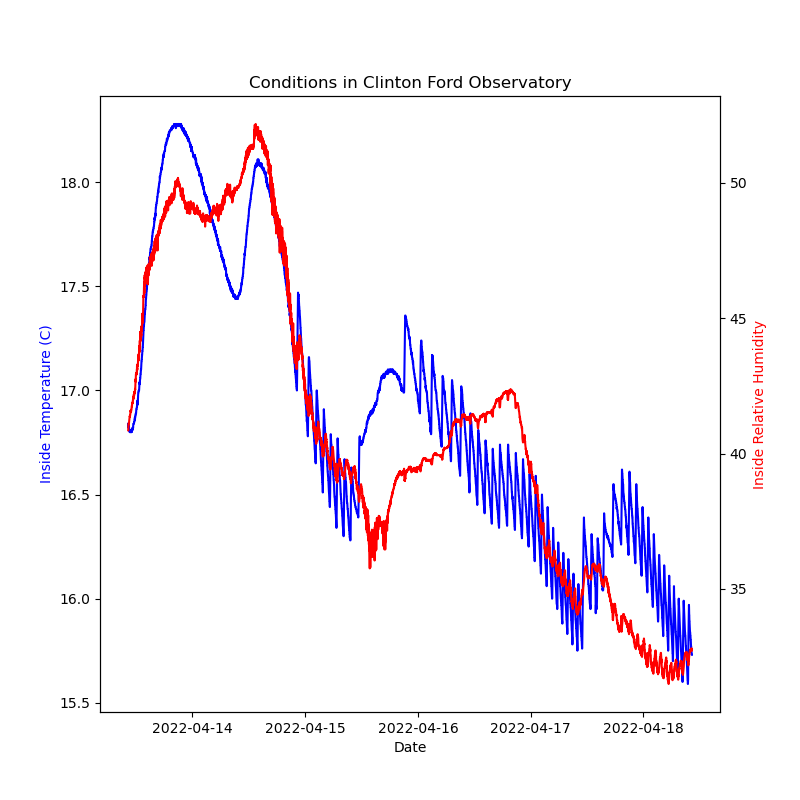 Conditions in Clinton Ford Observatory
Inside Temperature (C)
18.0
17.5
17.0
16.5
16.0
15.5
50
45
40
35
Inside Relative Humidity
2022-04-14 2022-04-15 2022-04-16 2022-04-17 2022-04-18
Date